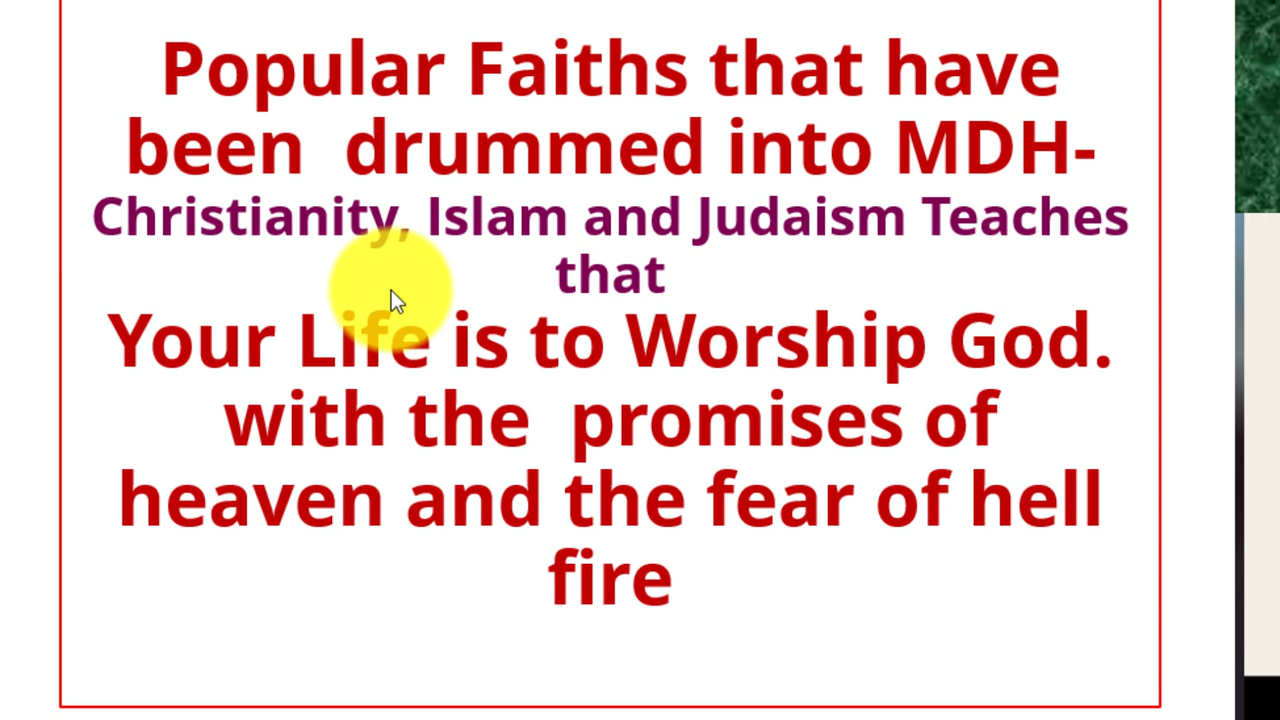 Popular Faiths that have
been drummed into MDH-
Christianity, Islam and Judaism Teaches
that
Your Life is to Worship God.
with the promises of
heaven and the fear of hell
fire